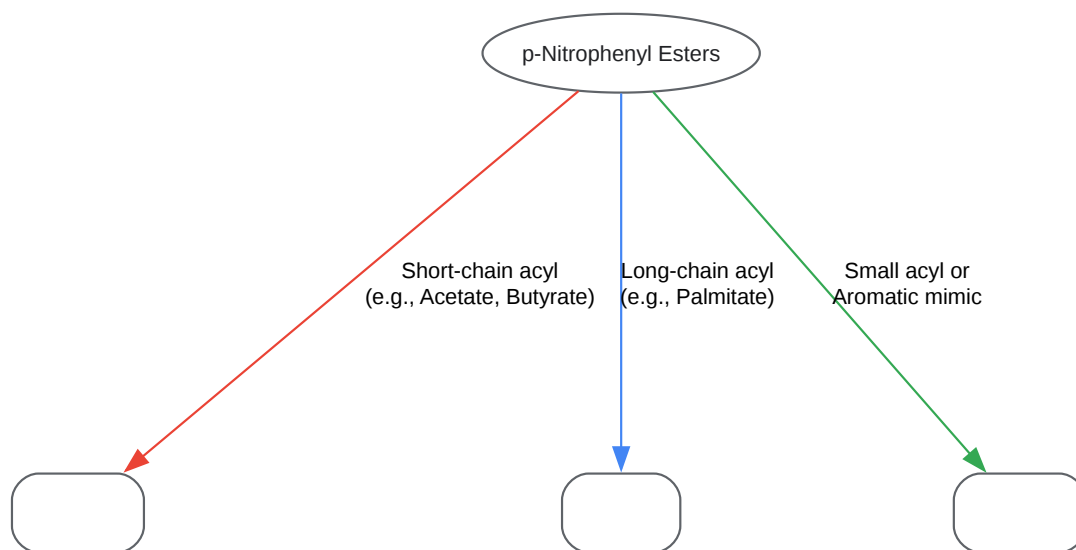 p-Nitrophenyl Esters
Short-chain acyl
(e.g., Acetate, Butyrate)
Long-chain acyl
(e.g., Palmitate)
Small acyl or
Aromatic mimic